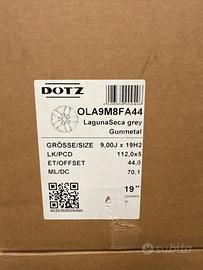 DOTZ
OLA9M8FA44
LagunaSeca grey
Gunmetal
GRÖSSE/SIZE 9,00J x 19H2
LK/PCD 112,0x5
ET/OFFSET 44,0
ML/DC 70,1
19"
subito